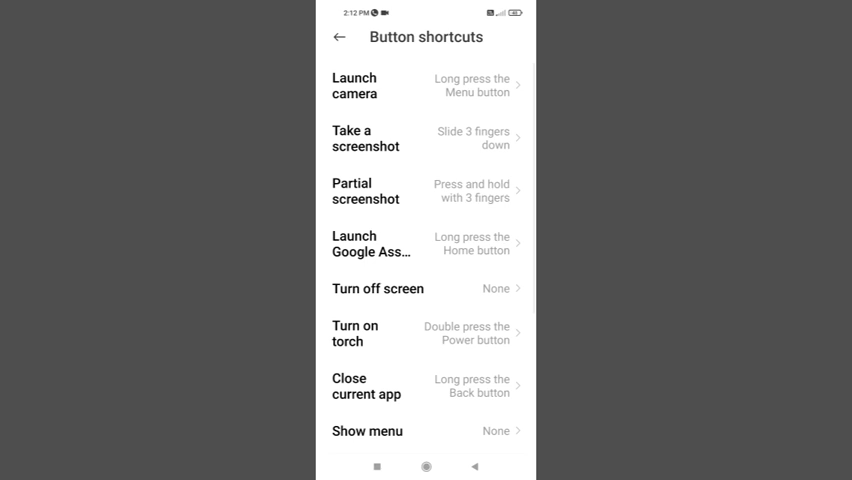 2:12 PM
Button shortcuts
Launch
camera
Long press the
Menu button
Take a
screenshot
Slide 3 fingers
down
Partial
screenshot
Press and hold
with 3 fingers
Launch
Google Ass...
Long press the
Home button
Turn off screen
None
Turn on
torch
Double press the
Power button
Close
current app
Long press the
Back button
Show menu
None